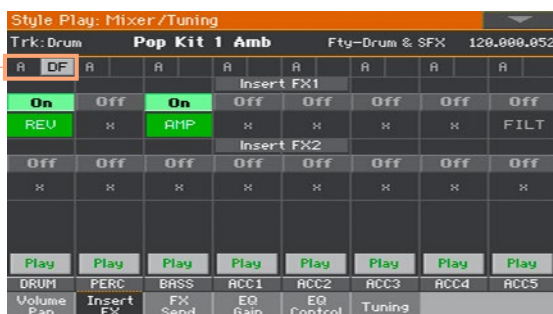 Style Play: Mixer/Tuning
Trk:Drum Pop Kit 1 Amb Fty-Drum & SFX 120.000.052
A DF A A A A A A A
Insert FX1
On Off On Off Off Off Off Off
REV × AMP × × × × FILT
Insert FX2
Off Off Off Off Off Off Off Off
× × × × × × × ×
Play Play Play Play Play Play Play Play
DRUM PERC BASS ACC1 ACC2 ACC3 ACC4 ACC5
Volume Insert FX EQ EQ Tuning
Pan FX Send Gain Control